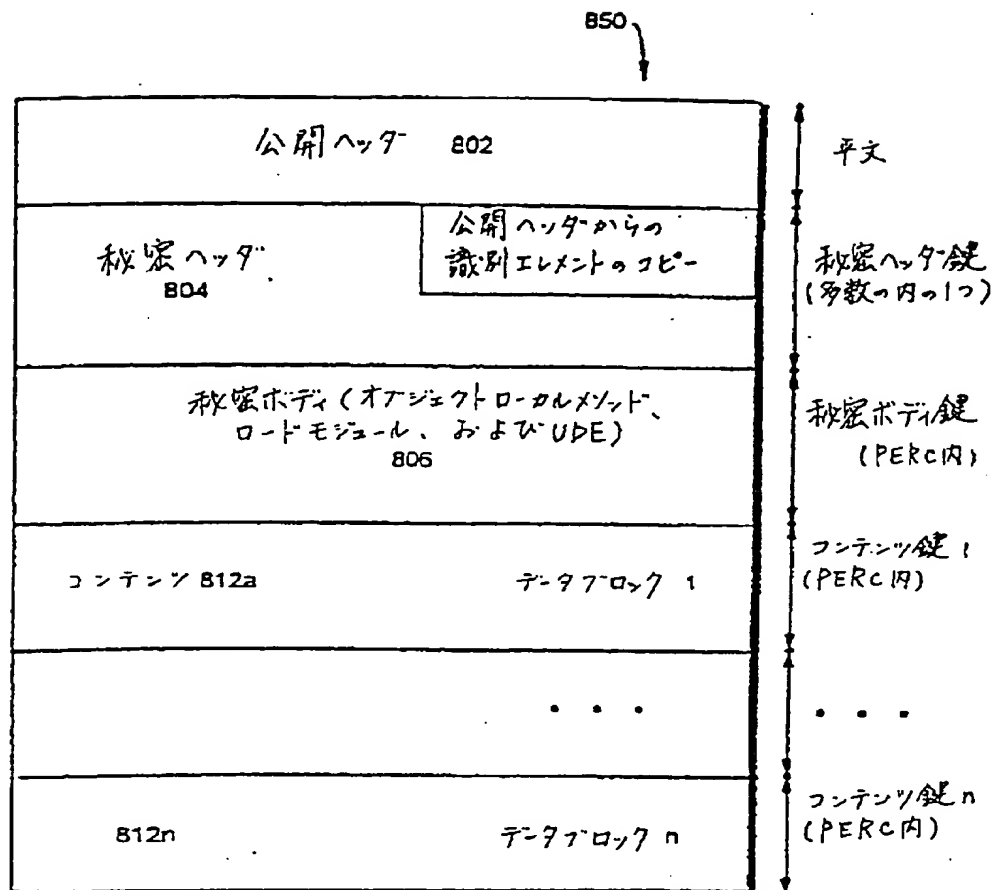 850
公開ヘッダ 802
平文
秘密ヘッダ
804
公開ヘッダからの
識別エレメントのコピー
秘密ヘッダ鍵
(多数の内の1つ)
秘密ボディ(オブジェクトローカルメソッド、
ロードモジュール、およびUDE)
806
秘密ボディ鍵
(PERC内)
コンテンツ 812a
データブロック 1
コンテンツ鍵 1
(PERC内)
• • •
• • •
812n
データブロック n
コンテンツ鍵 n
(PERC内)